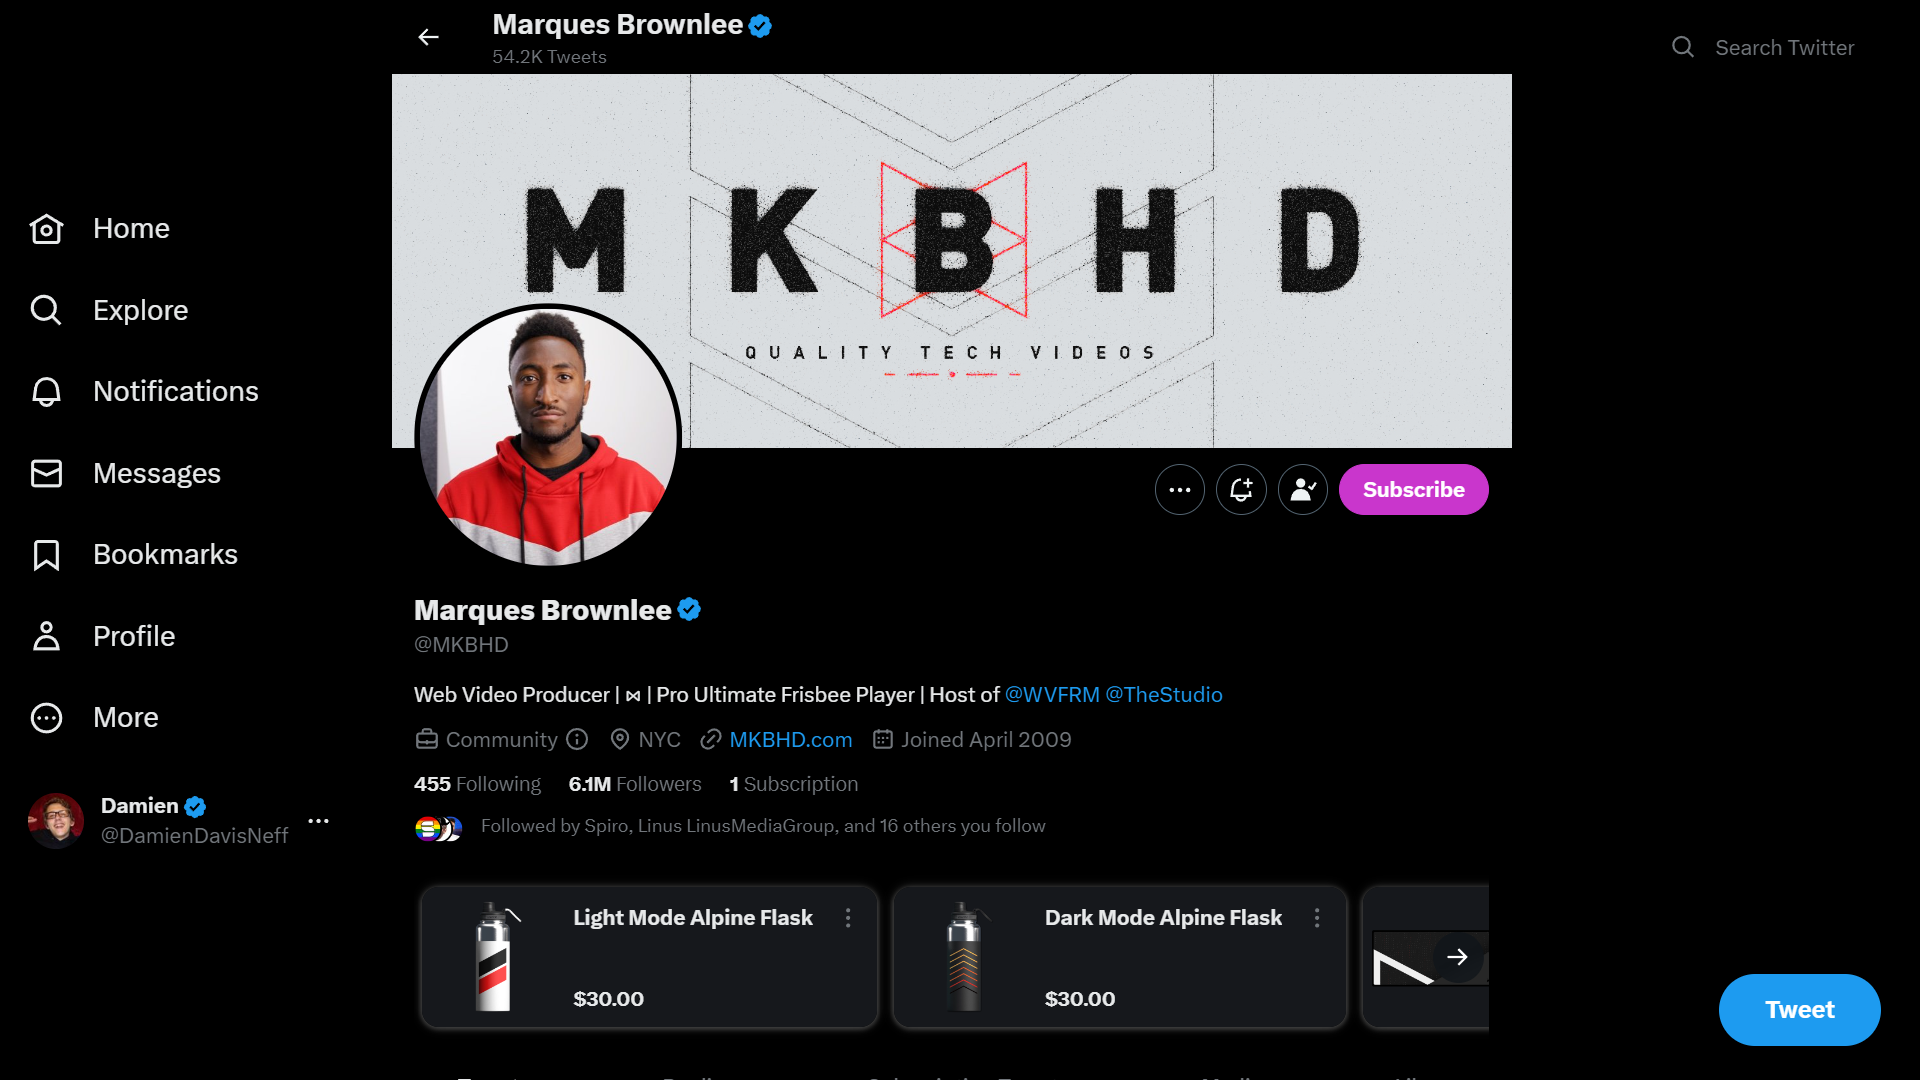 Marques Brownlee
54.2K Tweets
Search Twitter
M K B H D
QUALITY TECH VIDEOS
Home
Explore
Notifications
Messages
Bookmarks
Profile
More
Damien
@DamienDavisNeff
Subscribe
Marques Brownlee
@MKBHD
Web Video Producer | ⋈ | Pro Ultimate Frisbee Player | Host of @WVFRM @TheStudio
Community NYC MKBHD.com Joined April 2009
455 Following 6.1M Followers 1 Subscription
Followed by Spiro, Linus LinusMediaGroup, and 16 others you follow
Light Mode Alpine Flask
$30.00
Dark Mode Alpine Flask
$30.00
Tweet